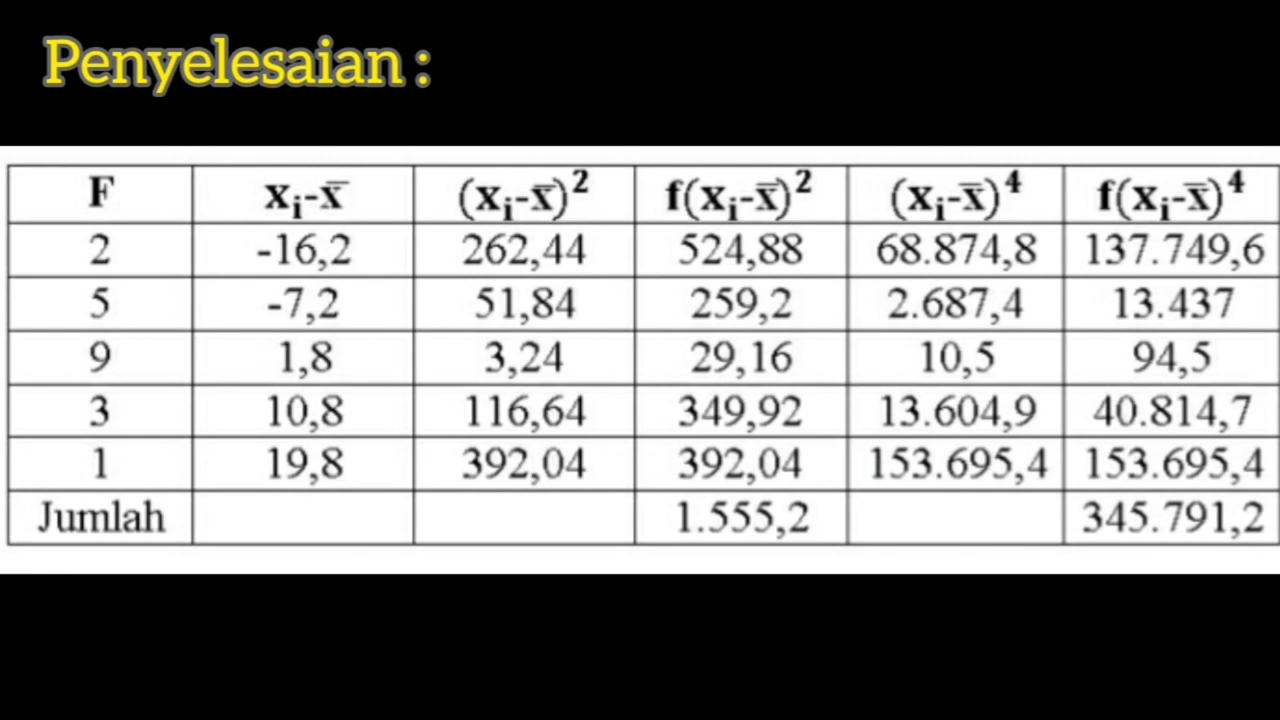 Penyelesaian :
F xᵢ-x̅ (xᵢ-x̅)² f(xᵢ-x̅)² (xᵢ-x̅)⁴ f(xᵢ-x̅)⁴
2 -16,2 262,44 524,88 68.874,8 137.749,6
5 -7,2 51,84 259,2 2.687,4 13.437
9 1,8 3,24 29,16 10,5 94,5
3 10,8 116,64 349,92 13.604,9 40.814,7
1 19,8 392,04 392,04 153.695,4 153.695,4
Jumlah 1.555,2 345.791,2